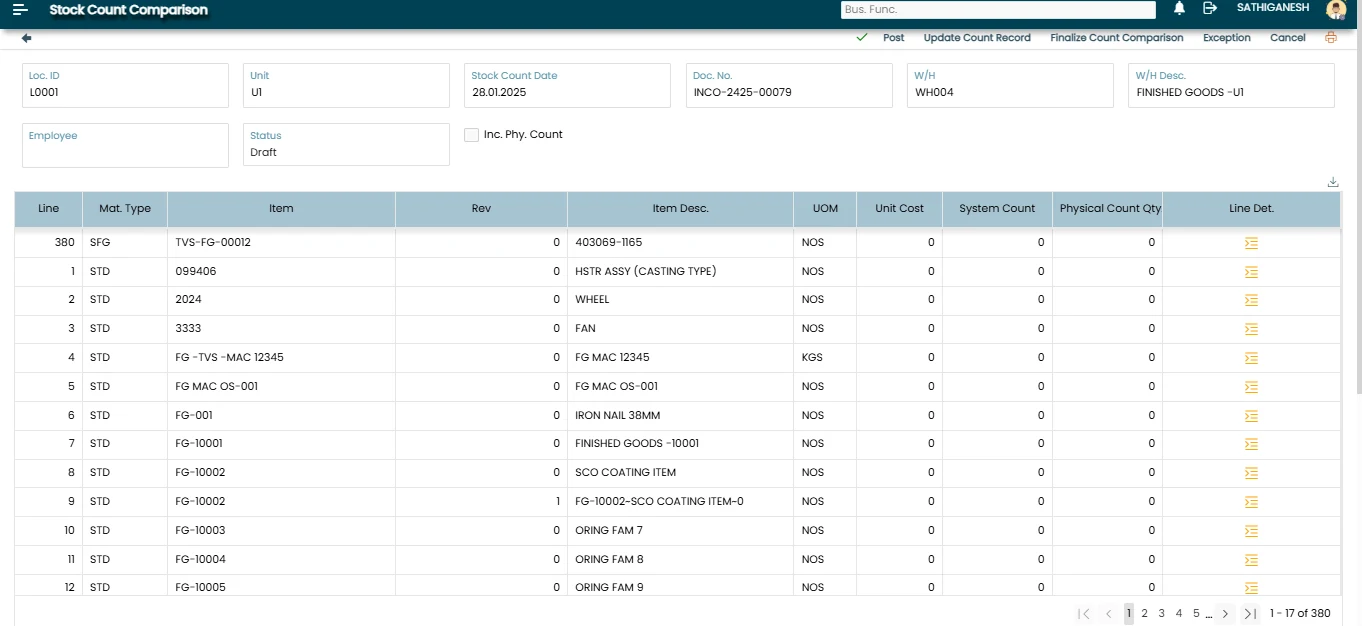 Stock Count Comparison Bus. Func. SATHIGANESH
Post Update Count Record Finalize Count Comparison Exception Cancel
Loc. ID Unit Stock Count Date Doc. No. W/H W/H Desc.
L0001 U1 28.01.2025 INCO-2425-00079 WH004 FINISHED GOODS -U1
Employee Status Inc. Phy. Count
Draft
Line Mat. Type Item Rev Item Desc. UOM Unit Cost System Count Physical Count Qty Line Det.
380 SFG TVS-FG-00012 0 403069-1165 NOS 0 0 0
1 STD 099406 0 HSTR ASSY (CASTING TYPE) NOS 0 0 0
2 STD 2024 0 WHEEL NOS 0 0 0
3 STD 3333 0 FAN NOS 0 0 0
4 STD FG -TVS -MAC 12345 0 FG MAC 12345 KGS 0 0 0
5 STD FG MAC OS-001 0 FG MAC OS-001 NOS 0 0 0
6 STD FG-001 0 IRON NAIL 38MM NOS 0 0 0
7 STD FG-10001 0 FINISHED GOODS -10001 NOS 0 0 0
8 STD FG-10002 0 SCO COATING ITEM NOS 0 0 0
9 STD FG-10002 1 FG-10002-SCO COATING ITEM-0 NOS 0 0 0
10 STD FG-10003 0 ORING FAM 7 NOS 0 0 0
11 STD FG-10004 0 ORING FAM 8 NOS 0 0 0
12 STD FG-10005 0 ORING FAM 9 NOS 0 0 0
1 2 3 4 5 ... 1 - 17 of 380